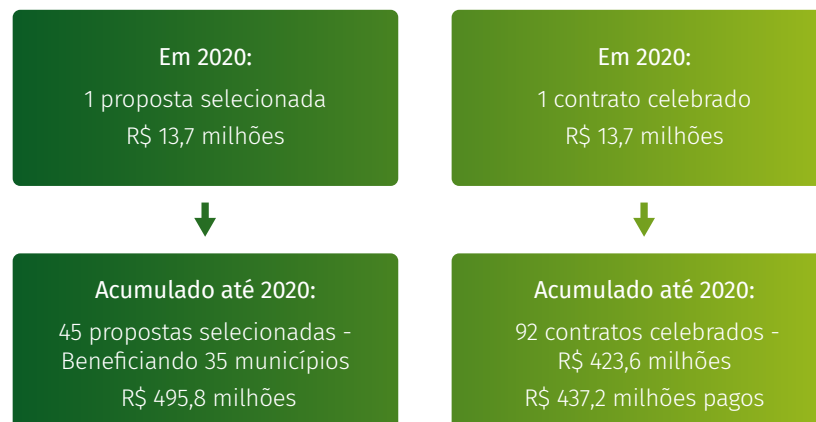 Em 2020:
1 proposta selecionada
R$ 13,7 milhões
Em 2020:
1 contrato celebrado
R$ 13,7 milhões
Acumulado até 2020:
45 propostas selecionadas -
Beneficiando 35 municípios
R$ 495,8 milhões
Acumulado até 2020:
92 contratos celebrados -
R$ 423,6 milhões
R$ 437,2 milhões pagos